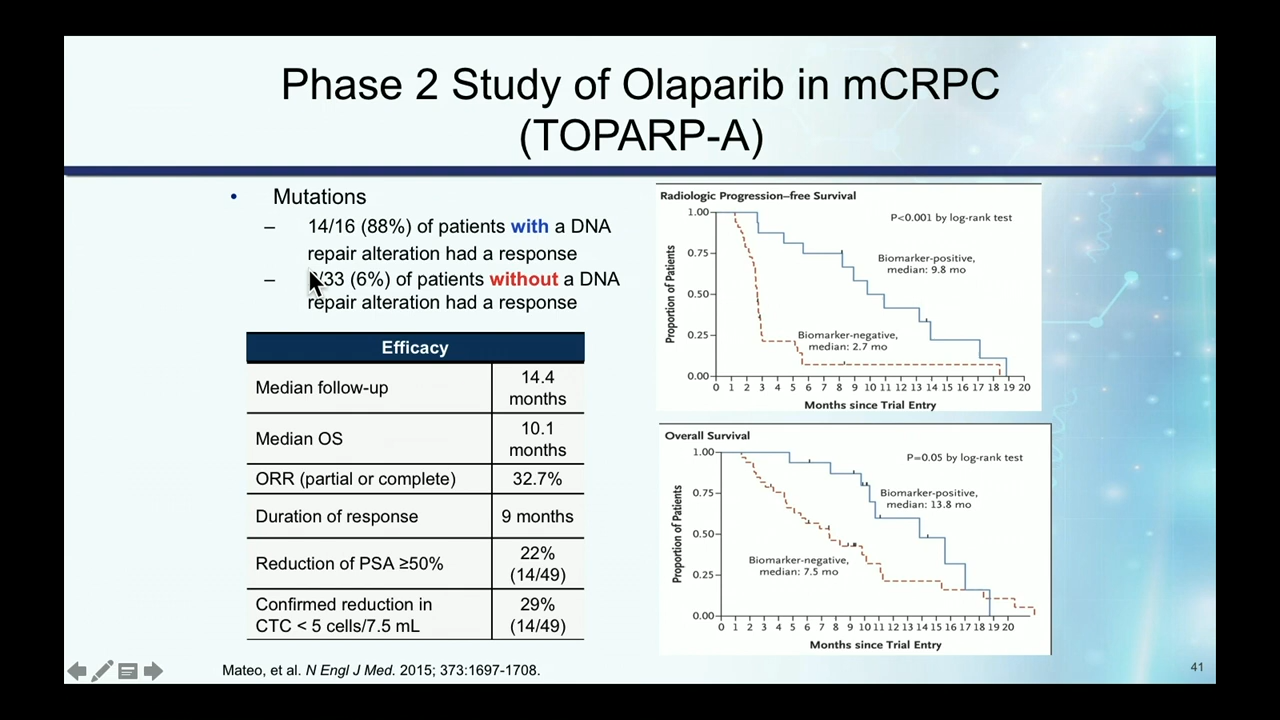 Phase 2 Study of Olaparib in mCRPC
(TOPARP-A)
• Mutations
– 14/16 (88%) of patients with a DNA
repair alteration had a response
– /33 (6%) of patients without a DNA
repair alteration had a response
Efficacy
Median follow-up 14.4 months
Median OS 10.1 months
ORR (partial or complete) 32.7%
Duration of response 9 months
Reduction of PSA ≥50% 22% (14/49)
Confirmed reduction in
CTC < 5 cells/7.5 mL 29% (14/49)
Radiologic Progression–free Survival
P<0.001 by log-rank test
Biomarker-positive,
median: 9.8 mo
Biomarker-negative,
median: 2.7 mo
Proportion of Patients
1.00
0.75
0.50
0.25
0.00
0 1 2 3 4 5 6 7 8 9 10 11 12 13 14 15 16 17 18 19 20
Months since Trial Entry
Overall Survival
P=0.05 by log-rank test
Biomarker-positive,
median: 13.8 mo
Biomarker-negative,
median: 7.5 mo
Proportion of Patients
1.00
0.75
0.50
0.25
0.00
0 1 2 3 4 5 6 7 8 9 10 11 12 13 14 15 16 17 18 19 20
Months since Trial Entry
Mateo, et al. N Engl J Med. 2015; 373:1697-1708.
41